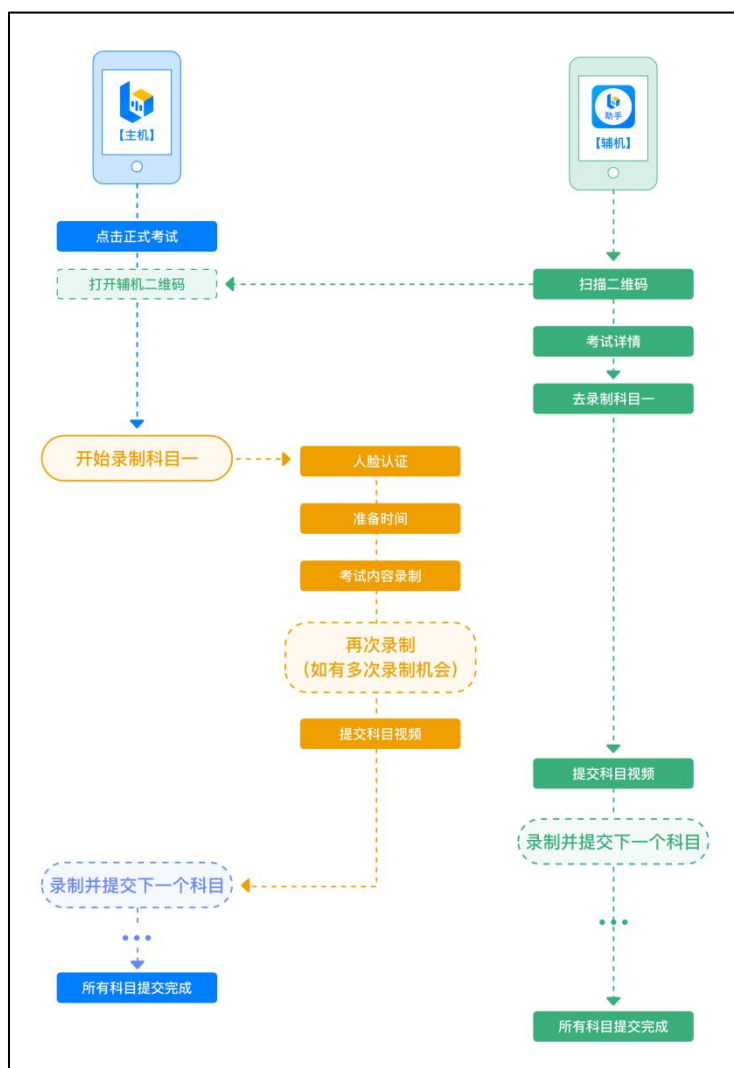 【主机】
助手
【辅机】
点击正式考试
打开辅机二维码
扫描二维码
考试详情
去录制科目一
开始录制科目一
人脸认证
准备时间
考试内容录制
再次录制
（如有多次录制机会）
提交科目视频
提交科目视频
录制并提交下一个科目
录制并提交下一个科目
所有科目提交完成
所有科目提交完成